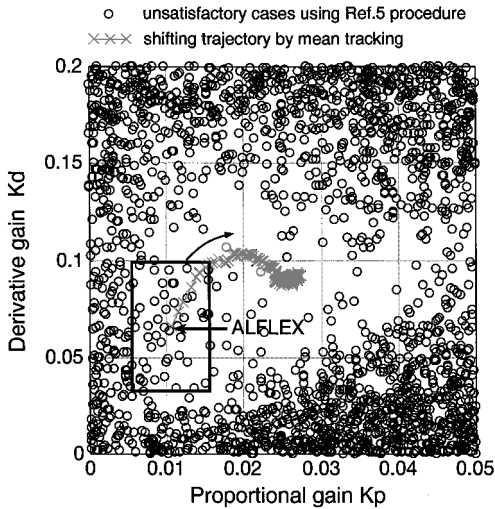 unsatisfactory cases using Ref.5 procedure
shifting trajectory by mean tracking
0.2
0.15
0.1
0.05
0
Derivative gain Kd
ALFLEX
0 0.01 0.02 0.03 0.04 0.05
Proportional gain Kp